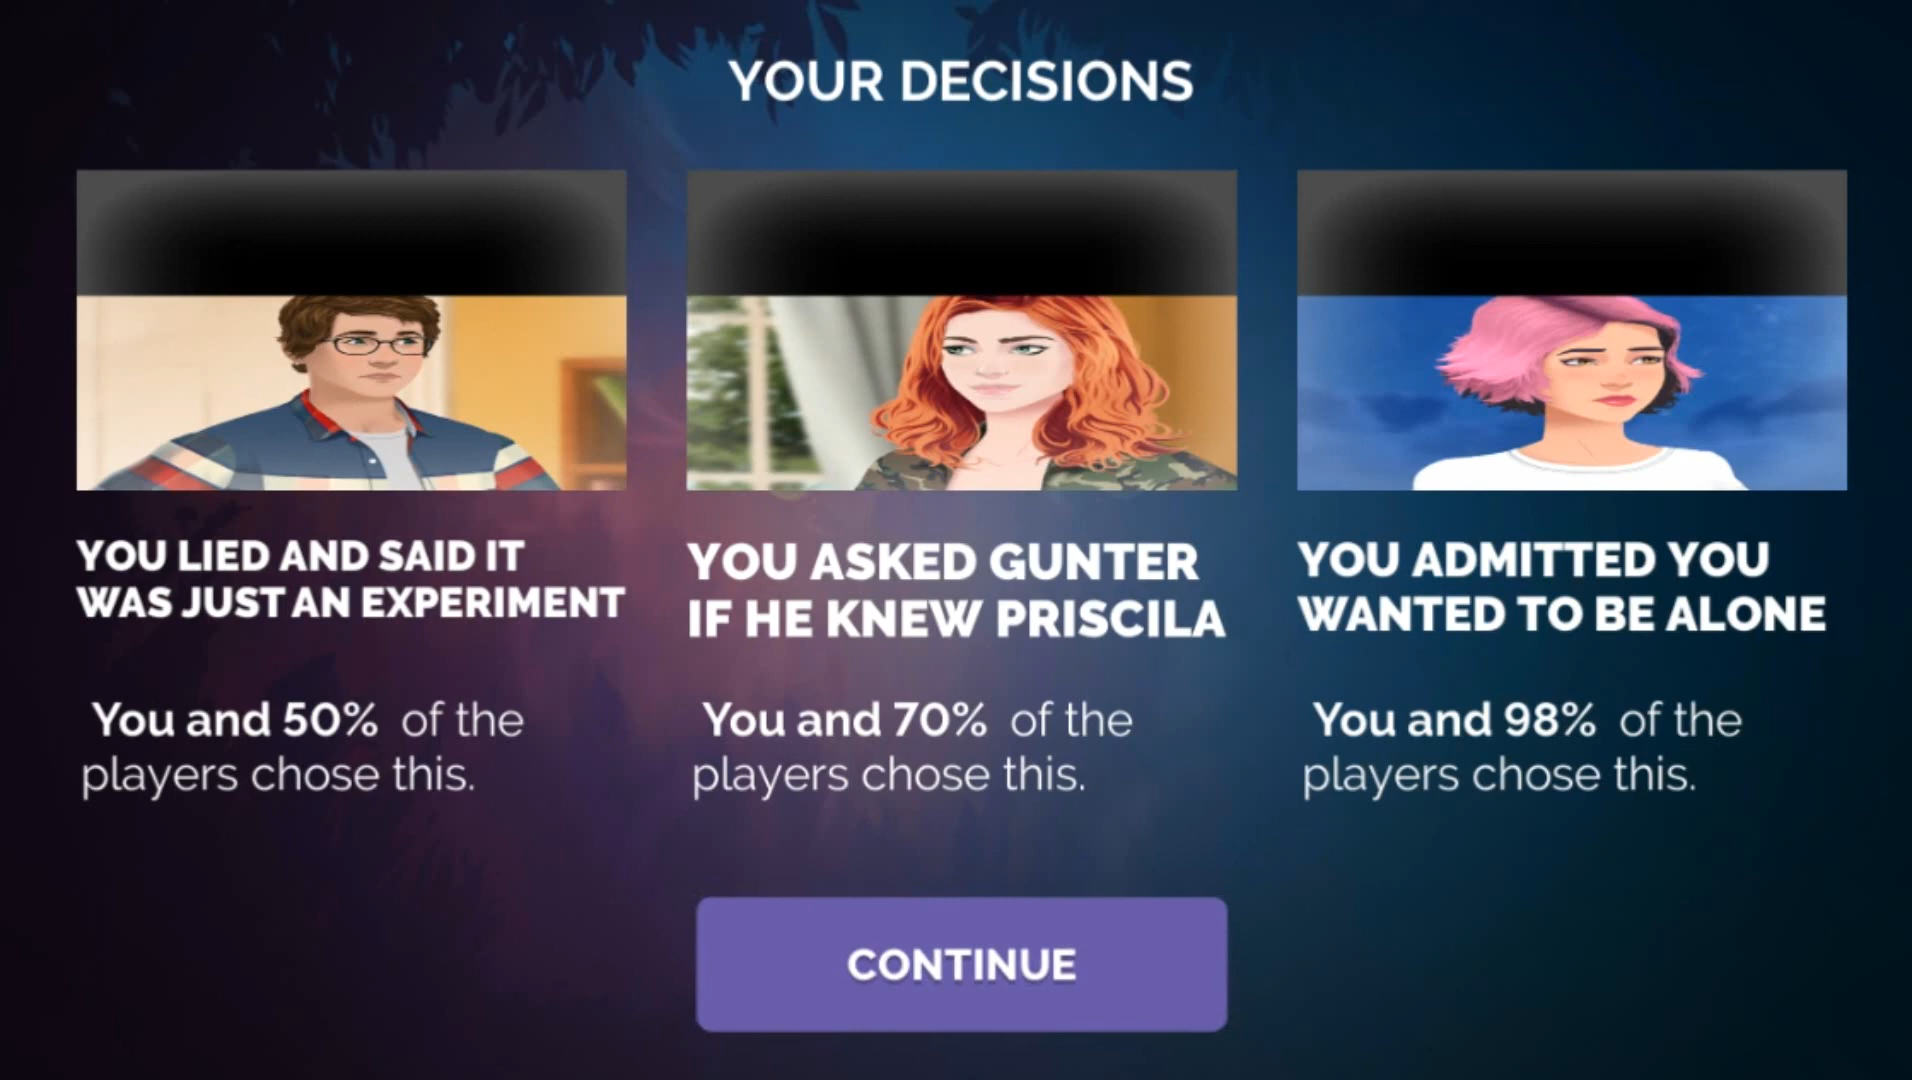 YOUR DECISIONS
YOU LIED AND SAID IT
WAS JUST AN EXPERIMENT
You and 50% of the
players chose this.
YOU ASKED GUNTER
IF HE KNEW PRISCILA
You and 70% of the
players chose this.
YOU ADMITTED YOU
WANTED TO BE ALONE
You and 98% of the
players chose this.
CONTINUE